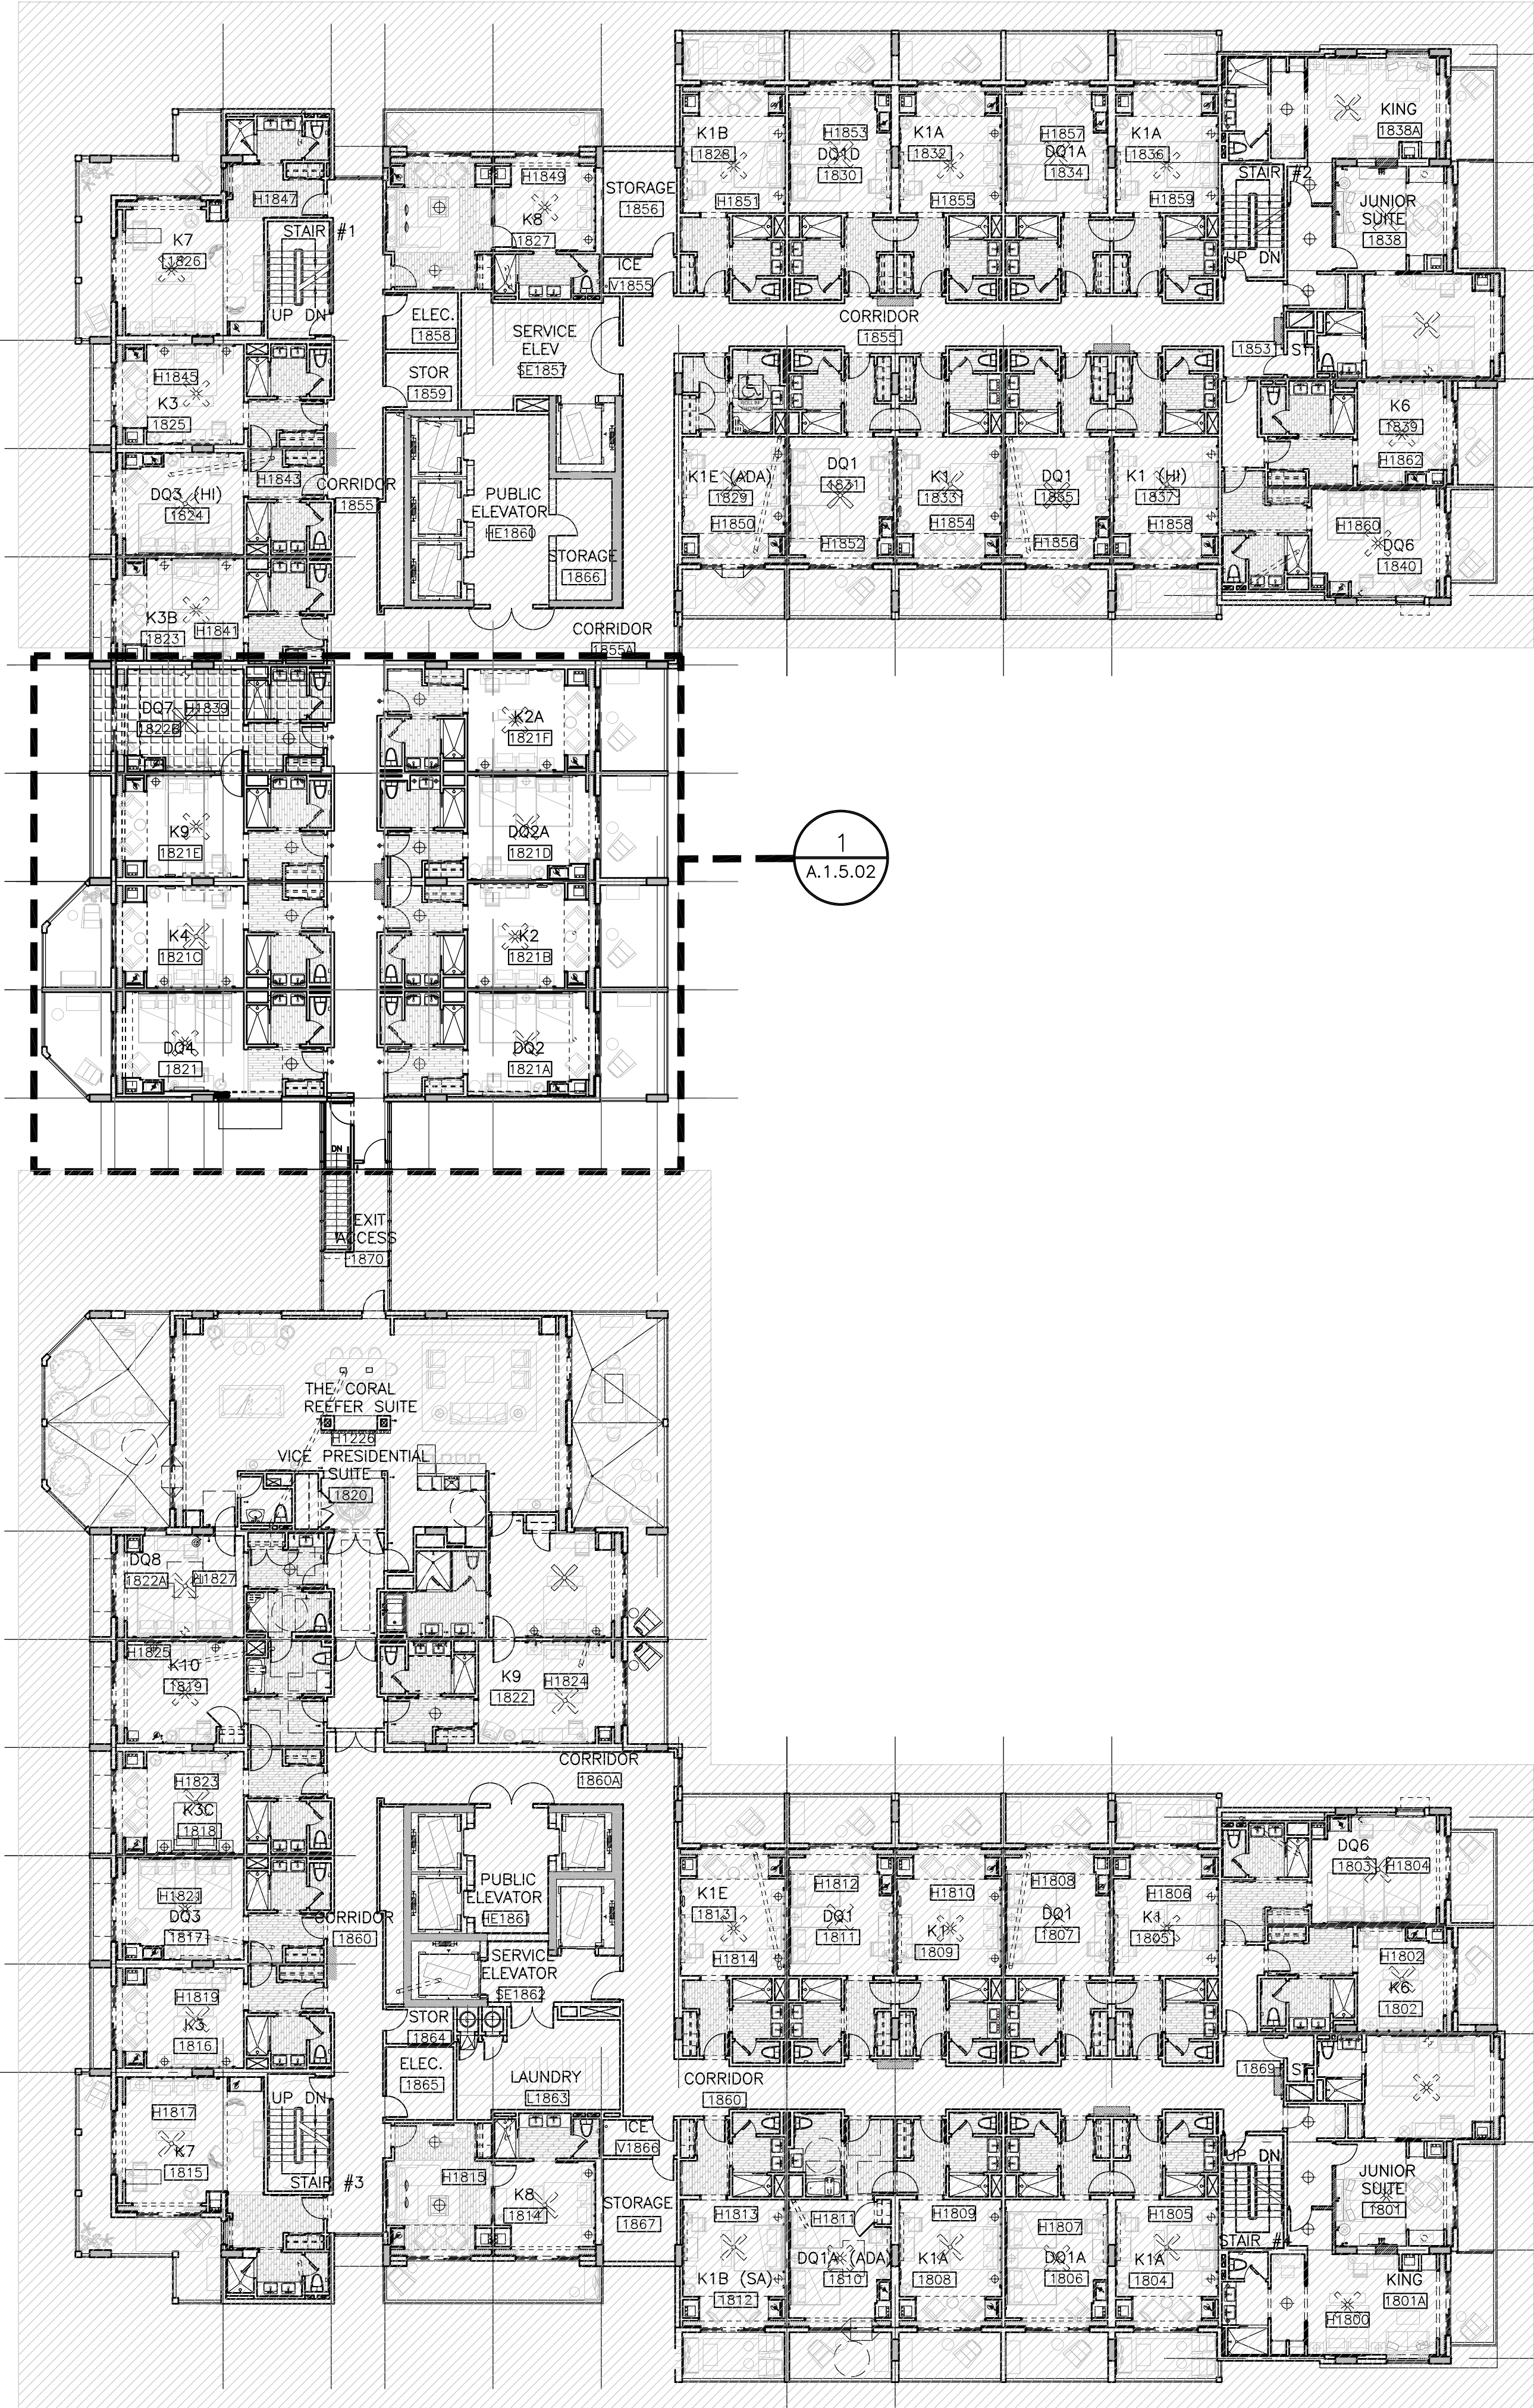 KING
1838A
K1B
1828
H1853
DQ1D
1830
K1A
1832
H1857
DQ1A
1834
K1A
1836
H1851
H1855
H1859
STAIR #2
JUNIOR
SUITE
1838
UP DN
H1847
STAIR #1
K7
1826
UP DN
H1849
K8
1827
STORAGE
1856
ICE
V1855
ELEC.
1858
SERVICE
ELEV
SE1857
STOR
1859
CORRIDOR
1855
1853
ST
H1845
K3
1825
K6
1839
H1862
H1843
DQ3 (HI)
1824
CORRIDOR
1855
PUBLIC
ELEVATOR
HE1860
STORAGE
1866
K1E (ADA)
1829
H1850
DQ1
1831
H1852
K1
1833
H1854
DQ1
1835
H1856
K1 (HI)
1837
H1858
H1860
DQ6
1840
K3B
1823
H1841
CORRIDOR
1855A
DQ7
H1839
1822B
K2A
1821F
K9
1821E
DQ2A
1821D
1
A.1.5.02
K4
1821C
K2
1821B
DQ4
1821
DQ2
1821A
DN
EXIT
ACCESS
1870
THE CORAL
REEFER SUITE
H1226
VICE PRESIDENTIAL
SUITE
1820
DQ8
1822A
H1827
H1825
K10
1819
K9
1822
H1824
CORRIDOR
1860A
H1823
K3C
1818
H1821
DQ3
1817
CORRIDOR
1860
PUBLIC
ELEVATOR
HE1861
SERVICE
ELEVATOR
SE1862
K1E
1813
H1814
H1812
DQ1
1811
H1810
K1
1809
H1808
DQ1
1807
H1806
K1
1805
DQ6
1803
H1804
H1802
K6
1802
H1819
K3
1816
STOR
1864
ELEC.
1865
LAUNDRY
L1863
CORRIDOR
1860
1869
ST
UP DN
H1817
K7
1815
STAIR #3
H1815
K8
1814
ICE
V1866
STORAGE
1867
H1813
K1B (SA)
1812
H1811
DQ1A (ADA)
1810
H1809
K1A
1808
H1807
DQ1A
1806
H1805
K1A
1804
UP DN
STAIR #4
JUNIOR
SUITE
1801
KING
1801A
H1800